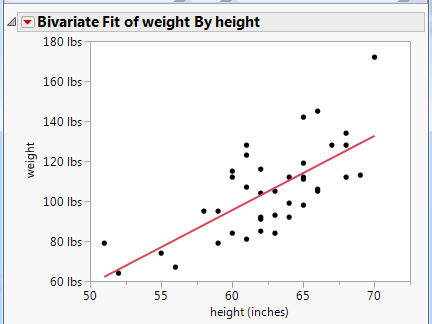 Bivariate Fit of weight By height
180 lbs
160 lbs
140 lbs
120 lbs
100 lbs
80 lbs
60 lbs
weight
50 55 60 65 70
height (inches)